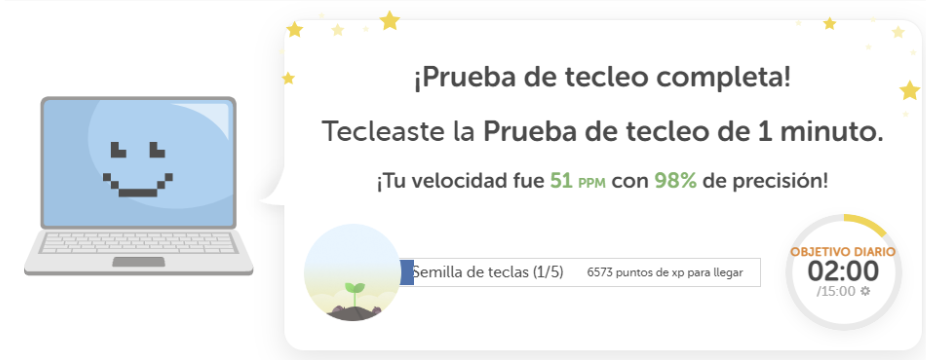 ¡Prueba de tecleo completa!
Tecleaste la Prueba de tecleo de 1 minuto.
¡Tu velocidad fue 51 PPM con 98% de precisión!
Semilla de teclas (1/5) 6573 puntos de xp para llegar
OBJETIVO DIARIO
02:00
/15:00